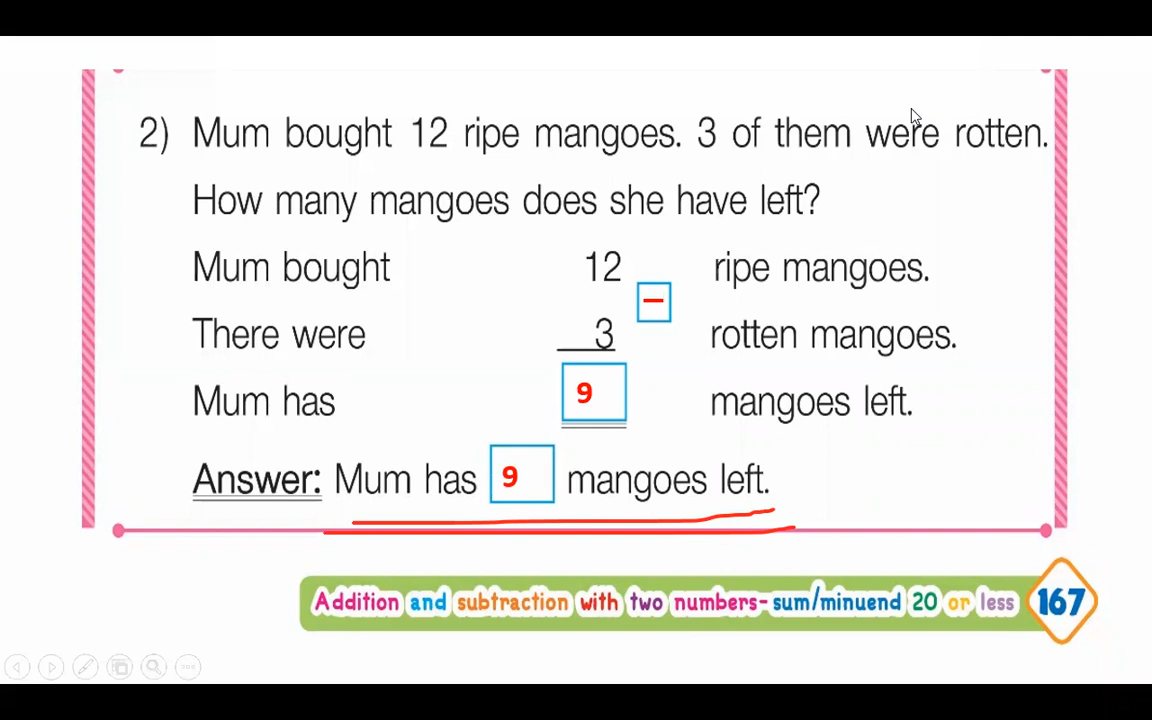 2) Mum bought 12 ripe mangoes. 3 of them were rotten.
How many mangoes does she have left?
Mum bought 12 ripe mangoes.
−
There were 3 rotten mangoes.
Mum has 9 mangoes left.
Answer: Mum has 9 mangoes left.
Addition and subtraction with two numbers- sum/minuend 20 or less 167